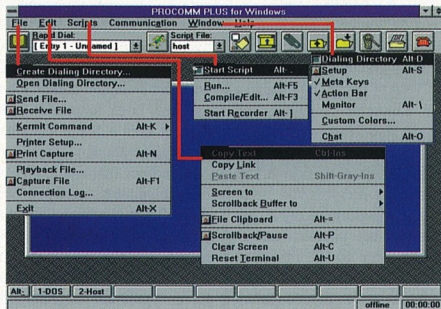 PROCOMM PLUS for Windows
File Edit Scripts Communication Window Help
Rapid Dial:
[ Entry 1 - Unnamed ]
Script File:
host
Create Dialing Directory...
Open Dialing Directory...
Send File...
Receive File
Kermit Command Alt-K
Printer Setup...
Print Capture Alt-N
Playback File...
Capture File Alt-F1
Connection Log...
Exit Alt-X
Start Script Alt-.
Run... Alt-F5
Compile/Edit... Alt-F3
Start Recorder Alt-]
Dialing Directory Alt-D
Setup Alt-S
Meta Keys
Action Bar
Monitor Alt-\
Custom Colors...
Chat Alt-O
Copy Text Ctrl-Ins
Copy Link
Paste Text Shift-Gray-Ins
Screen to
Scrollback Buffer to
File Clipboard Alt-=
Scrollback/Pause Alt-P
Clear Screen Alt-C
Reset Terminal Alt-U
Alt- 1-DOS 2-Host
offline 00:00:00